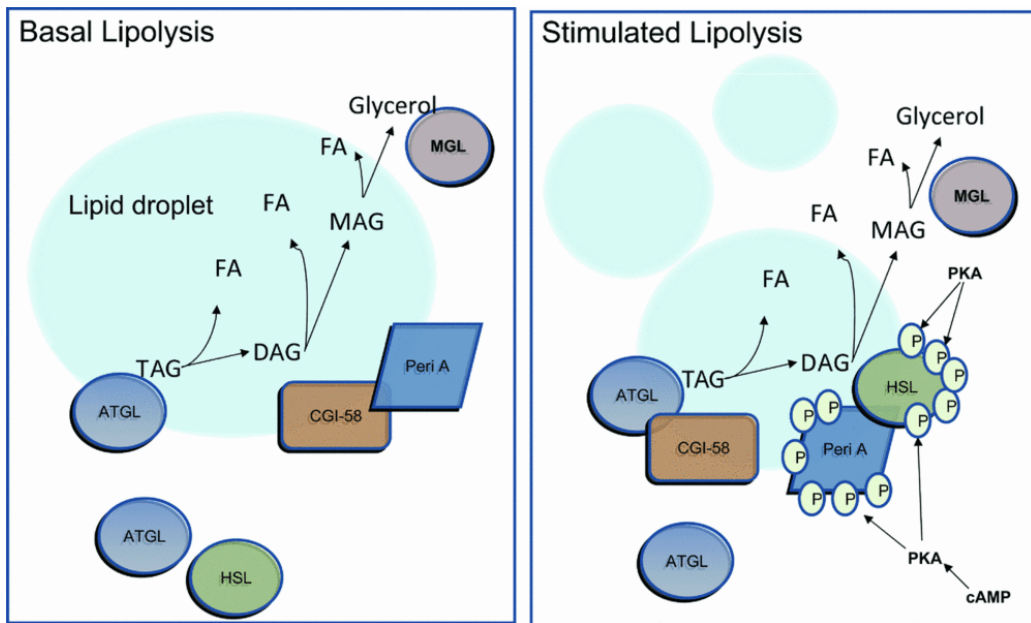 Basal Lipolysis
Glycerol
FA
MGL
Lipid droplet
FA
MAG
FA
TAG
DAG
Peri A
ATGL
CGI-58
ATGL
HSL
Stimulated Lipolysis
Glycerol
FA
MGL
FA
MAG
FA
PKA
P
P
TAG
DAG
HSL
P
P
ATGL
P
P
P
P
CGI-58
P
Peri A
P
P
P
ATGL
PKA
cAMP